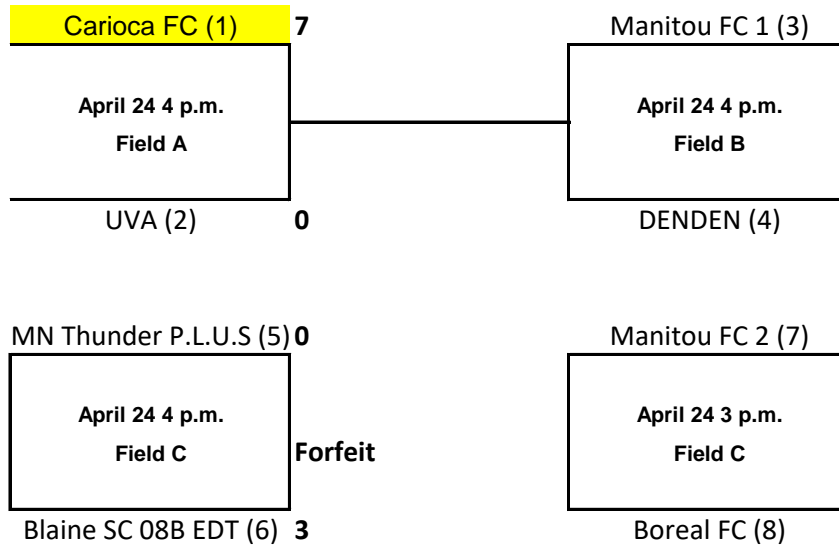 Carioca FC (1) 7
April 24 4 p.m.
Field A
UVA (2) 0
Manitou FC 1 (3)
April 24 4 p.m.
Field B
DENDEN (4)
MN Thunder P.L.U.S (5) 0
April 24 4 p.m.
Field C
Forfeit
Blaine SC 08B EDT (6) 3
Manitou FC 2 (7)
April 24 3 p.m.
Field C
Boreal FC (8)